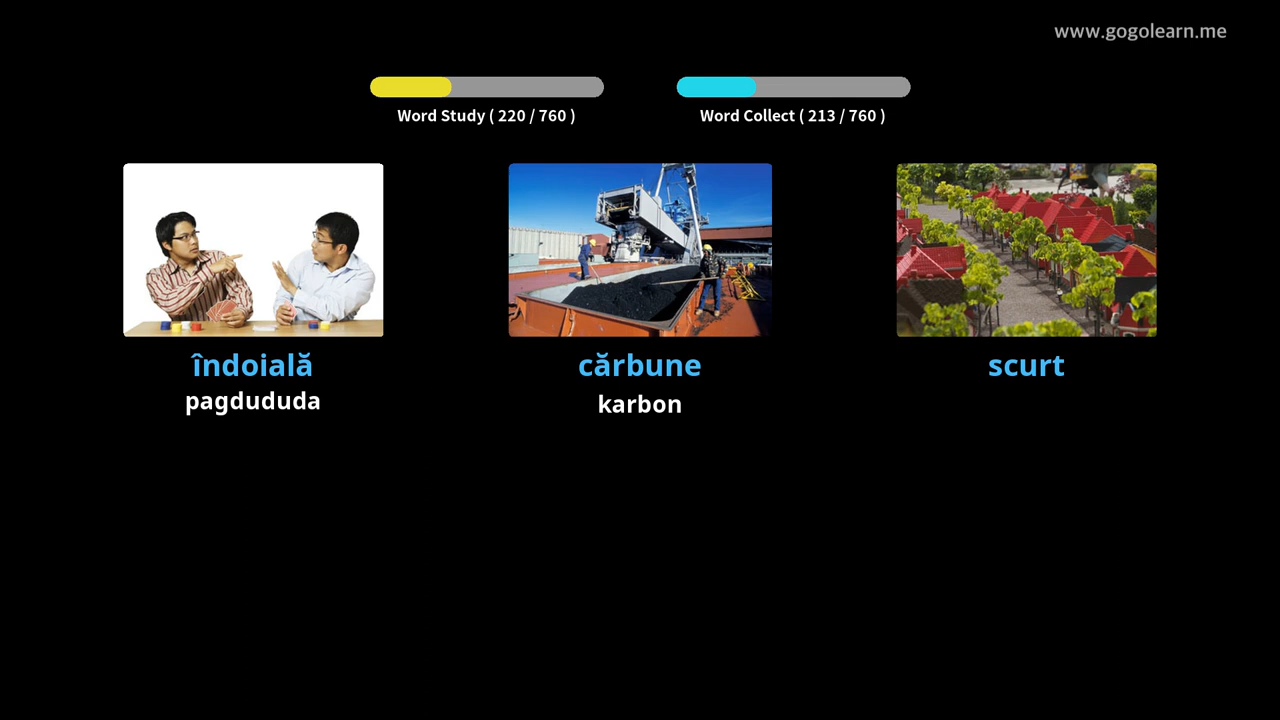 www.gogolearn.me
Word Study ( 220 / 760 )
Word Collect ( 213 / 760 )
îndoială
pagdududa
cărbune
karbon
scurt